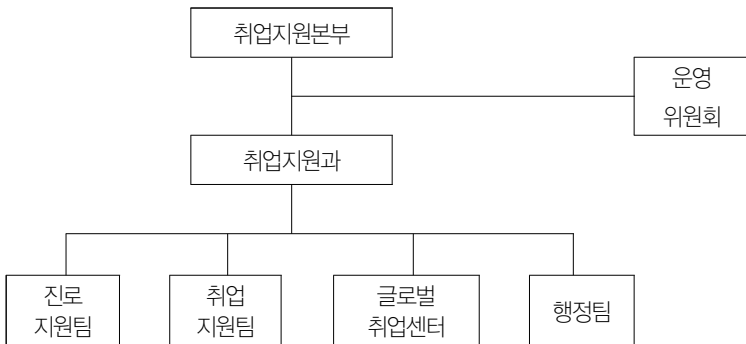 취업지원본부
운영
위원회
취업지원과
진로
지원팀
취업
지원팀
글로벌
취업센터
행정팀